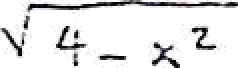 √(4 - x²)